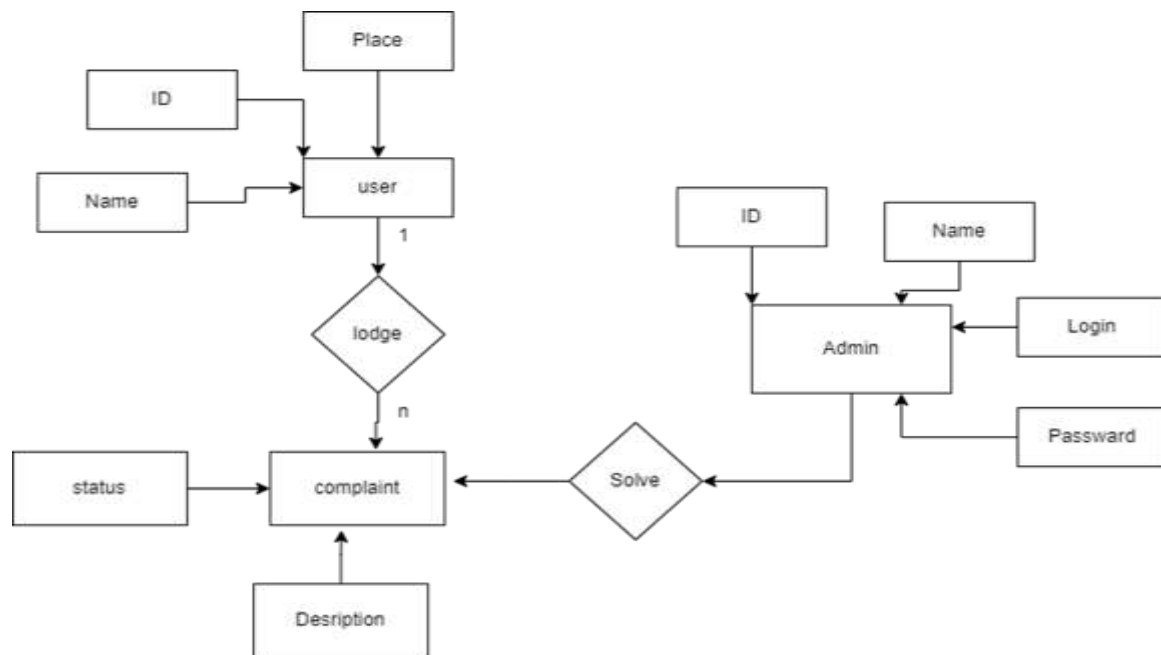 Place
ID
Name
user
1
lodge
n
status
complaint
Desription
ID
Name
Login
Admin
Passward
Solve